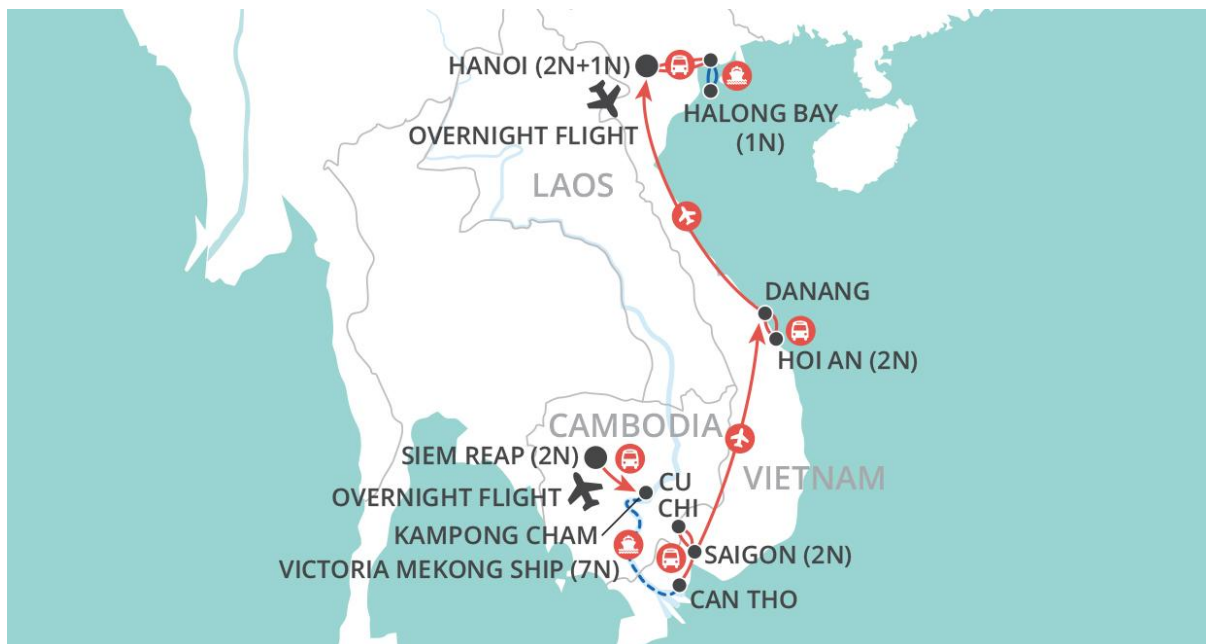 HANOI (2N+1N)
OVERNIGHT FLIGHT
HALONG BAY
(1N)
LAOS
DANANG
HOI AN (2N)
CAMBODIA
SIEM REAP (2N)
VIETNAM
OVERNIGHT FLIGHT
CU
CHI
KAMPONG CHAM
SAIGON (2N)
VICTORIA MEKONG SHIP (7N)
CAN THO